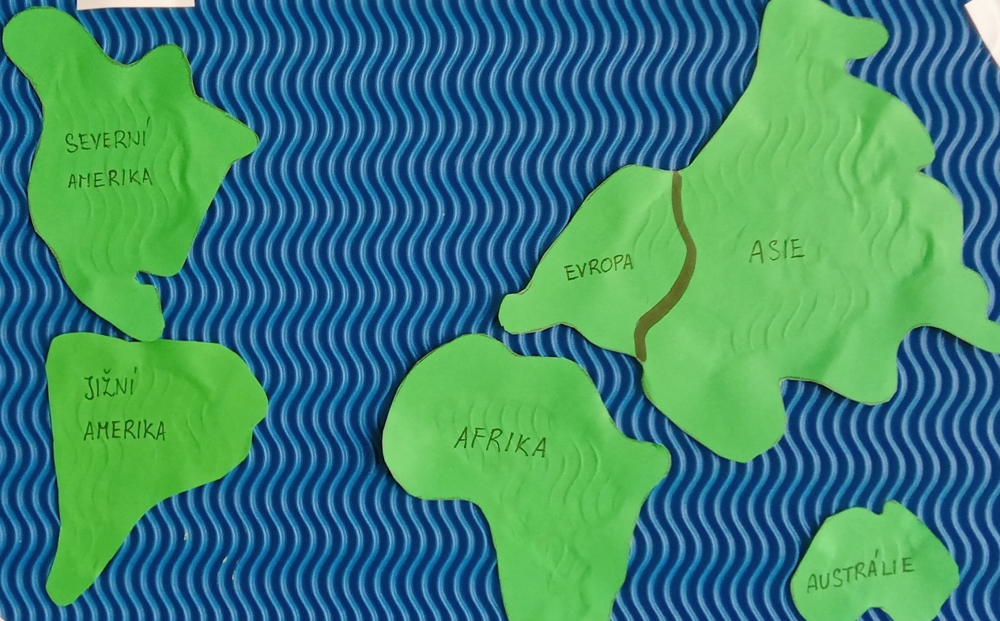 SEVERNÍ
AMERIKA
EVROPA
ASIE
JIŽNÍ
AMERIKA
AFRIKA
AUSTRÁLIE